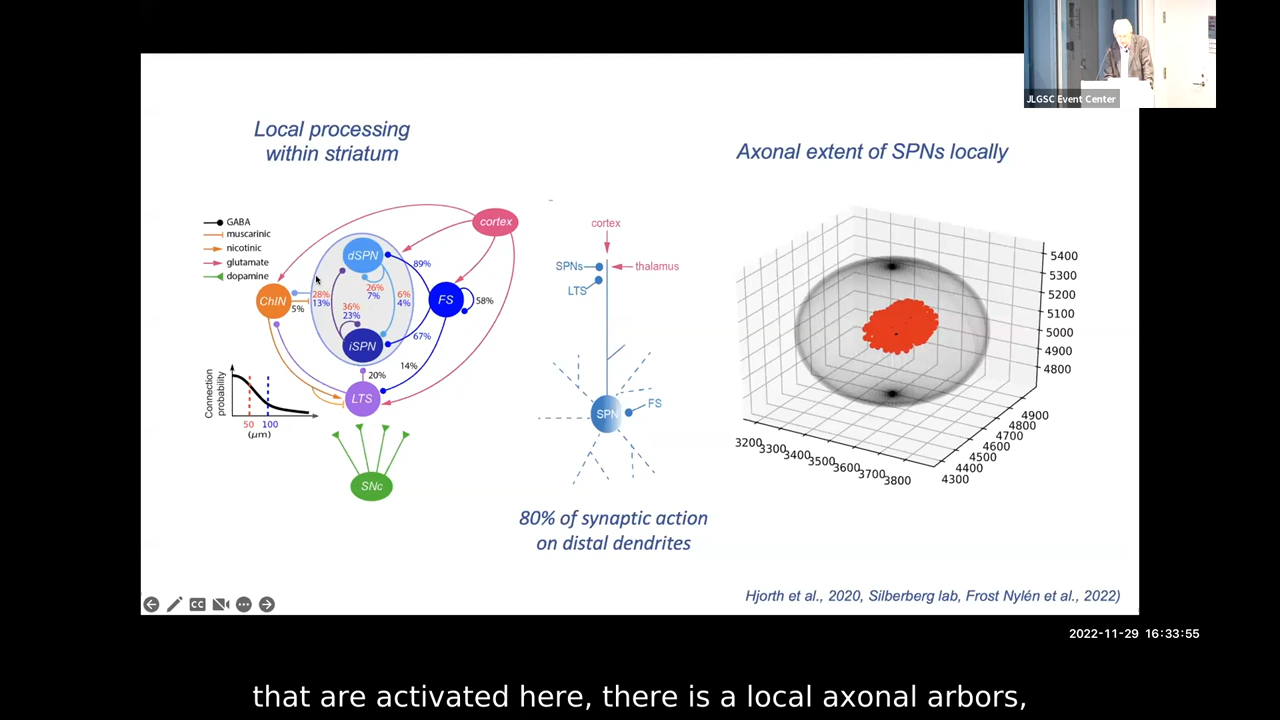 JLGSC Event Center
Local processing
within striatum
Axonal extent of SPNs locally
GABA
muscarinic
nicotinic
glutamate
dopamine
cortex
dSPN
89%
26%
7%
6%
4%
28%
13%
ChIN
5%
FS
58%
36%
23%
iSPN
67%
14%
20%
LTS
Connection
probability
50 100
(µm)
SNc
cortex
SPNs
thalamus
LTS
FS
SPN
80% of synaptic action
on distal dendrites
5400
5300
5200
5100
5000
4900
4800
4900
4800
4700
4600
4500
4400
4300
3200
3300
3400
3500
3600
3700
3800
Hjorth et al., 2020, Silberberg lab, Frost Nylén et al., 2022)
CC
2022-11-29 16:33:55
that are activated here, there is a local axonal arbors,